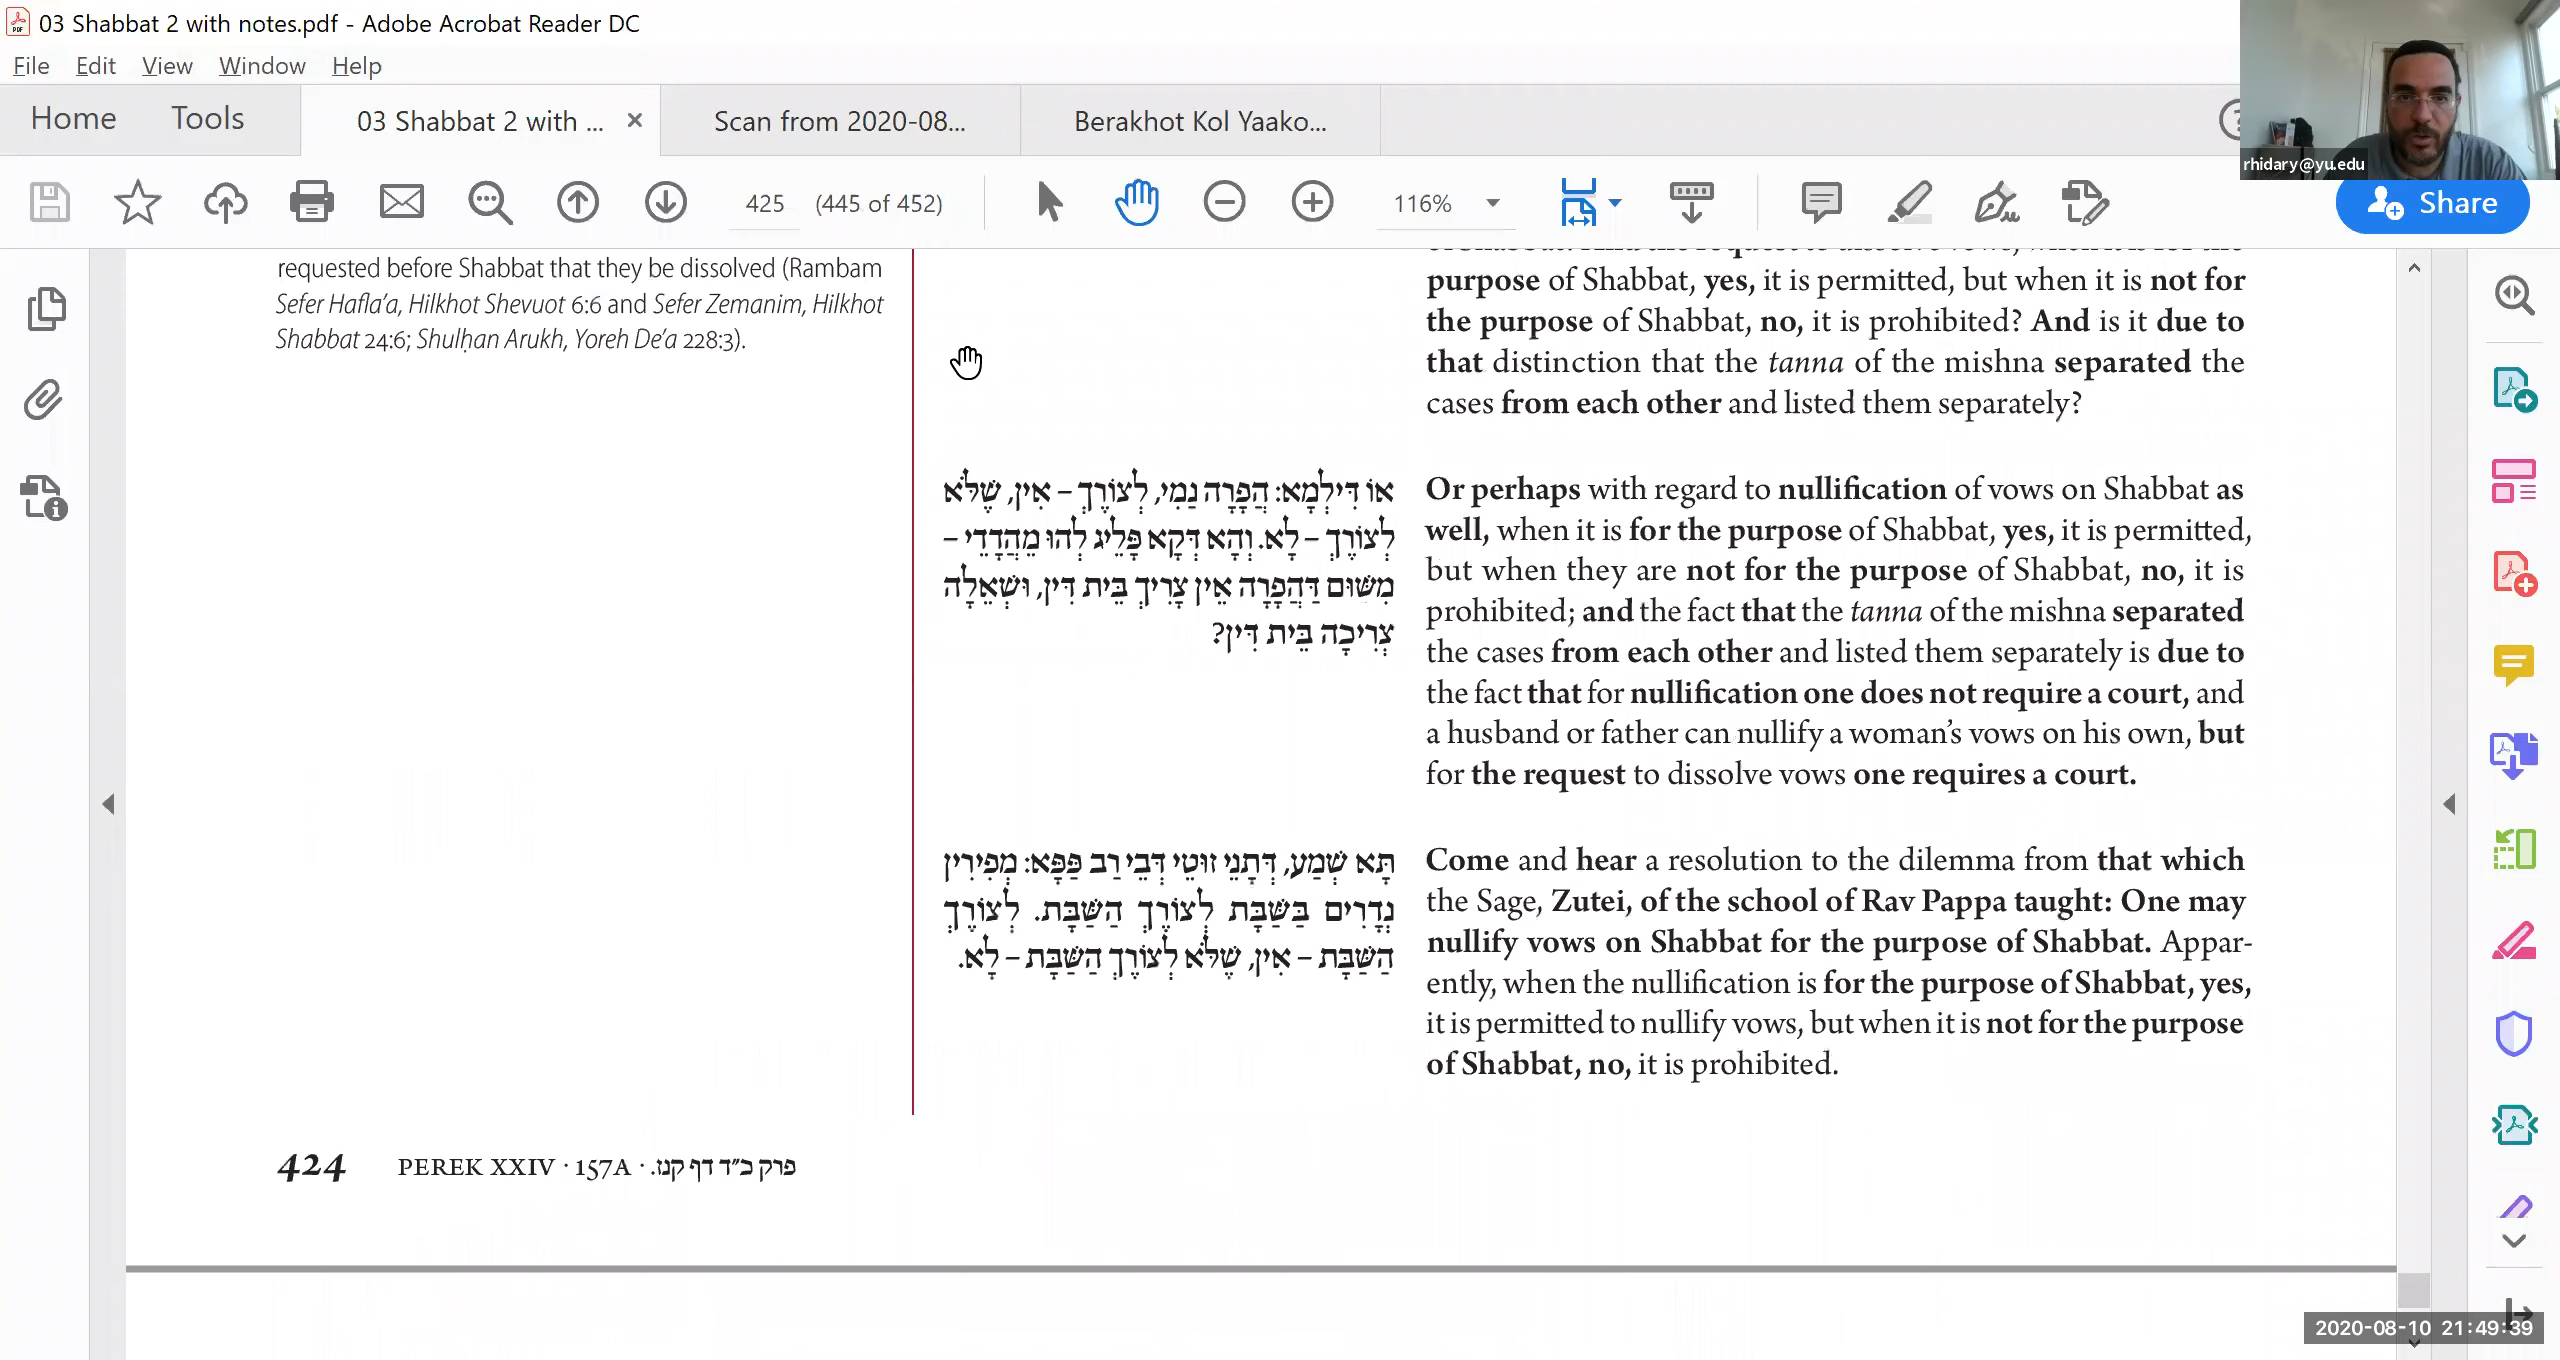 03 Shabbat 2 with notes.pdf - Adobe Acrobat Reader DC
File Edit View Window Help
Home Tools 03 Shabbat 2 with ... × Scan from 2020-08... Berakhot Kol Yaako...
rhidary@yu.edu
425 (445 of 452) 116% Share
requested before Shabbat that they be dissolved (Rambam
Sefer Hafla'a, Hilkhot Shevuot 6:6 and Sefer Zemanim, Hilkhot
Shabbat 24:6; Shulḥan Arukh, Yoreh De'a 228:3).
אוֹ דִּילְמָא: הֲפָרָה נַמִי, לְצוֹרֶךְ – אִין, שֶׁלֹּא
לְצוֹרֶךְ – לָא. וְהָא דְּקָא פָּלֵיג לְהוּ מֵהֲדָדֵי –
מִשּׁוּם דַּהֲפָרָה אֵין צָרִיךְ בֵּית דִּין, וּשְׁאֵלָה
צְרִיכָה בֵּית דִּין?
תָּא שְׁמַע, דְּתָנֵי זוּטֵי דְּבֵי רַב פַּפָּא: מְפִירִין
נְדָרִים בַּשַּׁבָּת לְצוֹרֶךְ הַשַּׁבָּת. לְצוֹרֶךְ
הַשַּׁבָּת – אִין, שֶׁלֹּא לְצוֹרֶךְ הַשַּׁבָּת – לָא.
purpose of Shabbat, yes, it is permitted, but when it is not for
the purpose of Shabbat, no, it is prohibited? And is it due to
that distinction that the tanna of the mishna separated the
cases from each other and listed them separately?
Or perhaps with regard to nullification of vows on Shabbat as
well, when it is for the purpose of Shabbat, yes, it is permitted,
but when they are not for the purpose of Shabbat, no, it is
prohibited; and the fact that the tanna of the mishna separated
the cases from each other and listed them separately is due to
the fact that for nullification one does not require a court, and
a husband or father can nullify a woman's vows on his own, but
for the request to dissolve vows one requires a court.
Come and hear a resolution to the dilemma from that which
the Sage, Zutei, of the school of Rav Pappa taught: One may
nullify vows on Shabbat for the purpose of Shabbat. Appar-
ently, when the nullification is for the purpose of Shabbat, yes,
it is permitted to nullify vows, but when it is not for the purpose
of Shabbat, no, it is prohibited.
424 PEREK XXIV · 157A · פרק כ״ד דף קנז.
2020-08-10 21:49:39